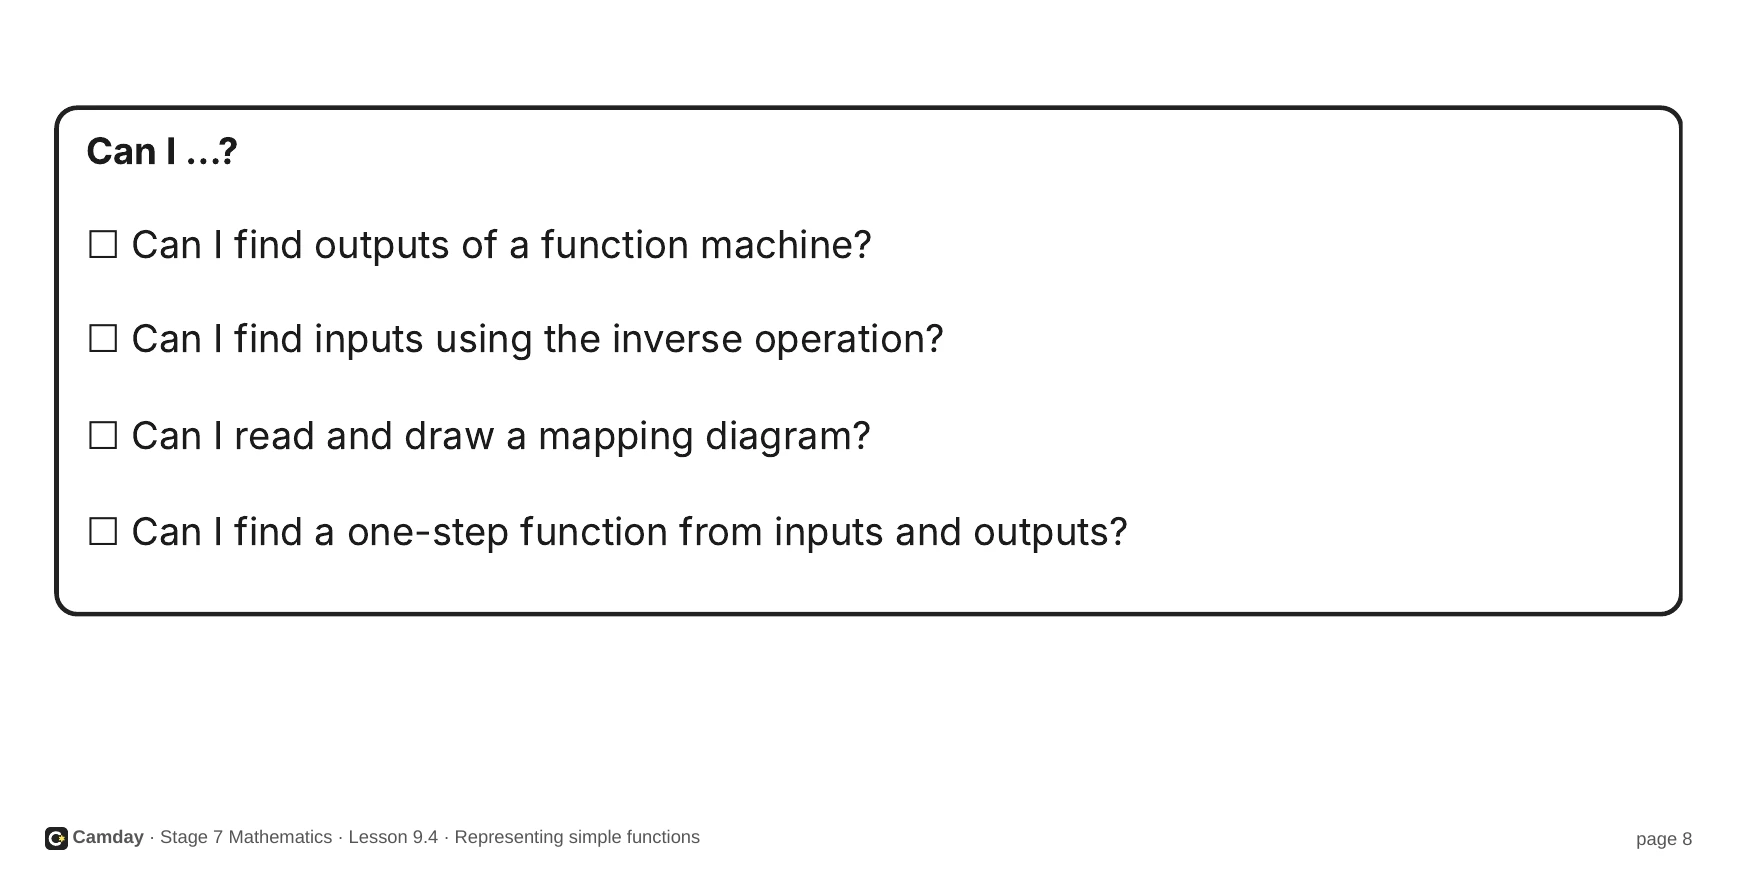 Can I …?
☐ Can I find outputs of a function machine?
☐ Can I find inputs using the inverse operation?
☐ Can I read and draw a mapping diagram?
☐ Can I find a one-step function from inputs and outputs?
Camday · Stage 7 Mathematics · Lesson 9.4 · Representing simple functions
page 8